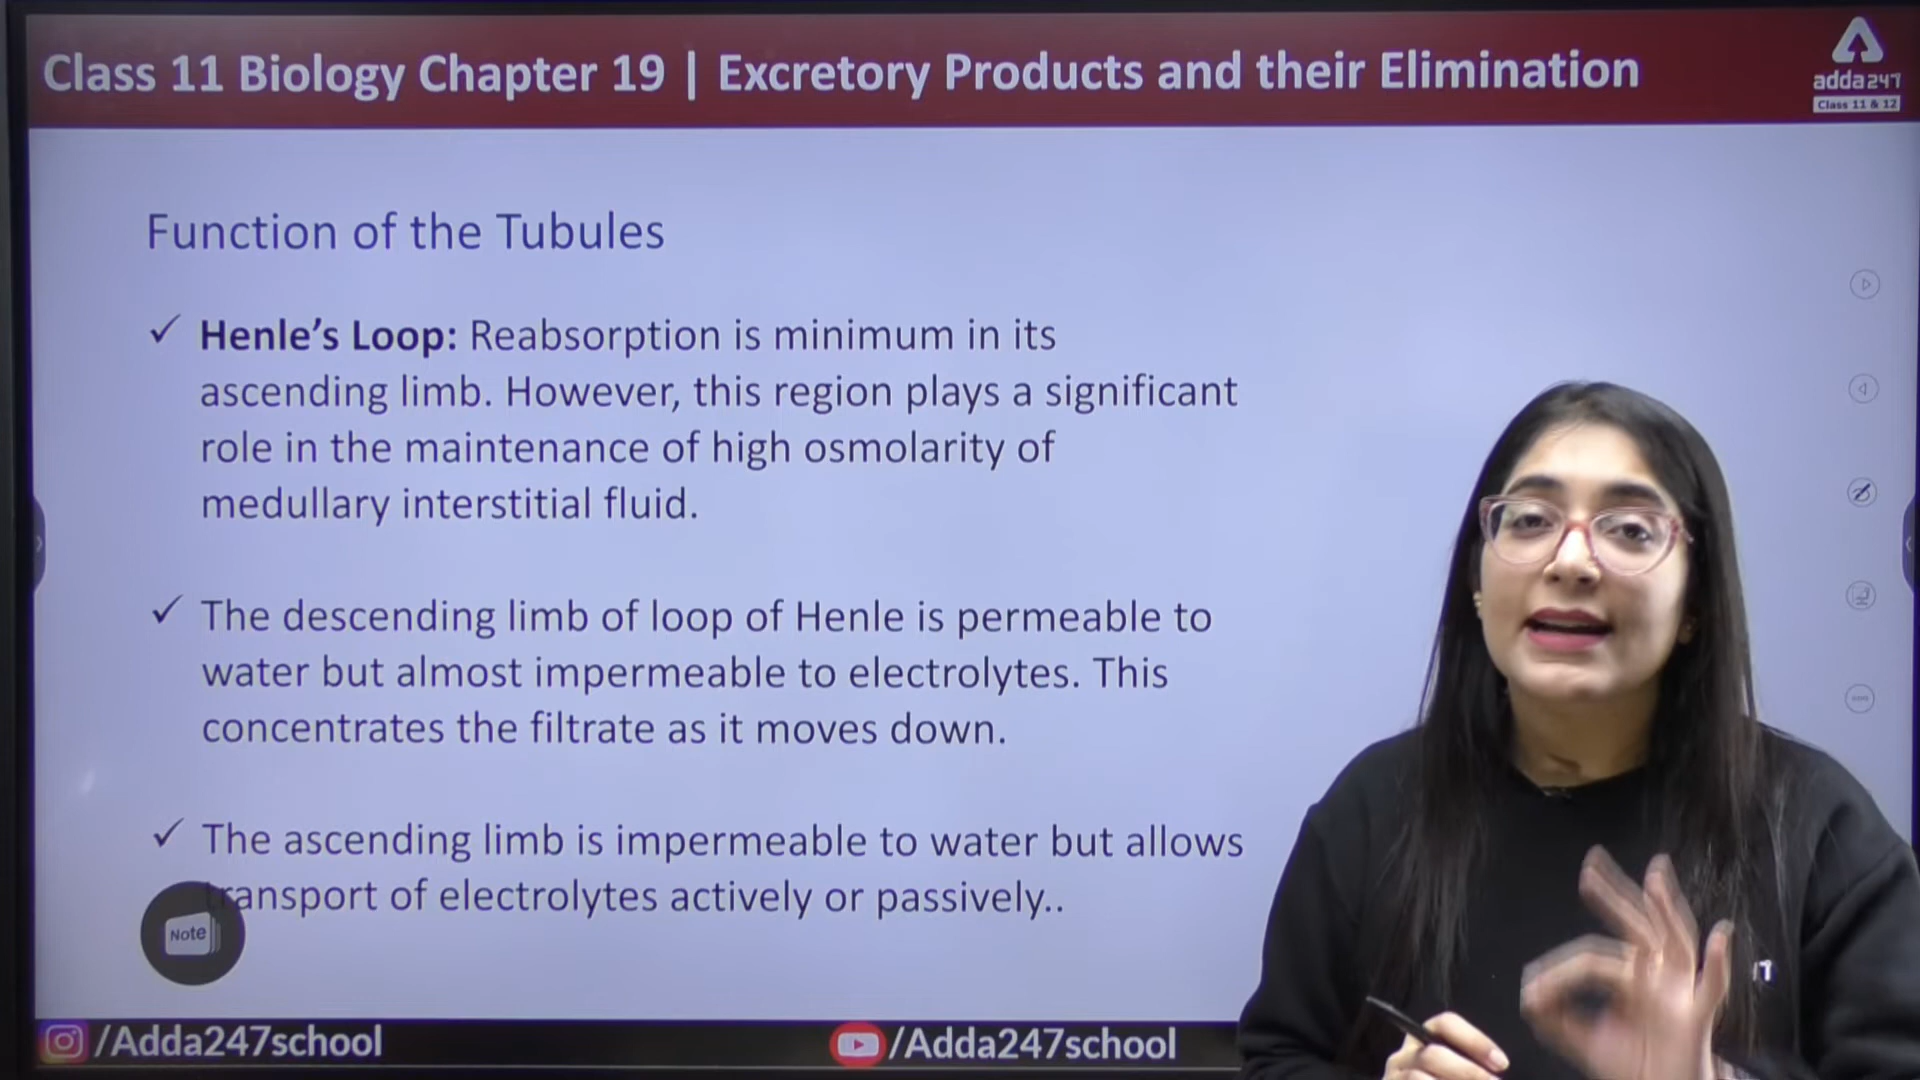 Class 11 Biology Chapter 19 | Excretory Products and their Elimination
adda247
Class 11 & 12
Function of the Tubules
✓ Henle’s Loop: Reabsorption is minimum in its
ascending limb. However, this region plays a significant
role in the maintenance of high osmolarity of
medullary interstitial fluid.
✓ The descending limb of loop of Henle is permeable to
water but almost impermeable to electrolytes. This
concentrates the filtrate as it moves down.
✓ The ascending limb is impermeable to water but allows
transport of electrolytes actively or passively..
Note
/Adda247school
/Adda247school